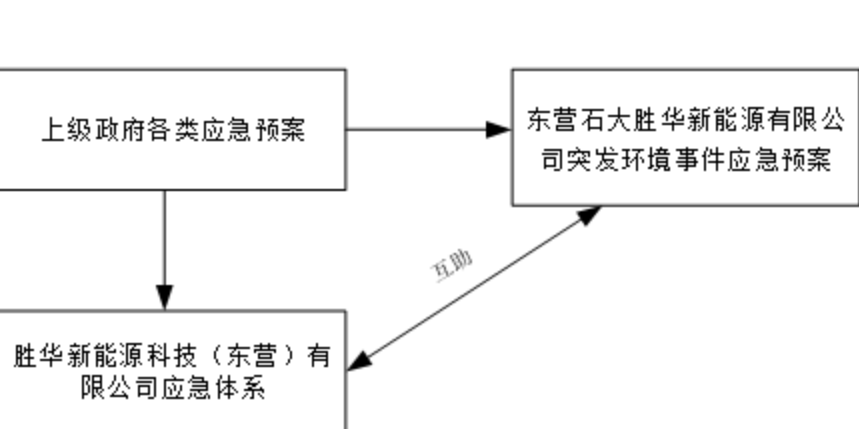 上级政府各类应急预案
东营石大胜华新能源有限公
司突发环境事件应急预案
互助
胜华新能源科技（东营）有
限公司应急体系